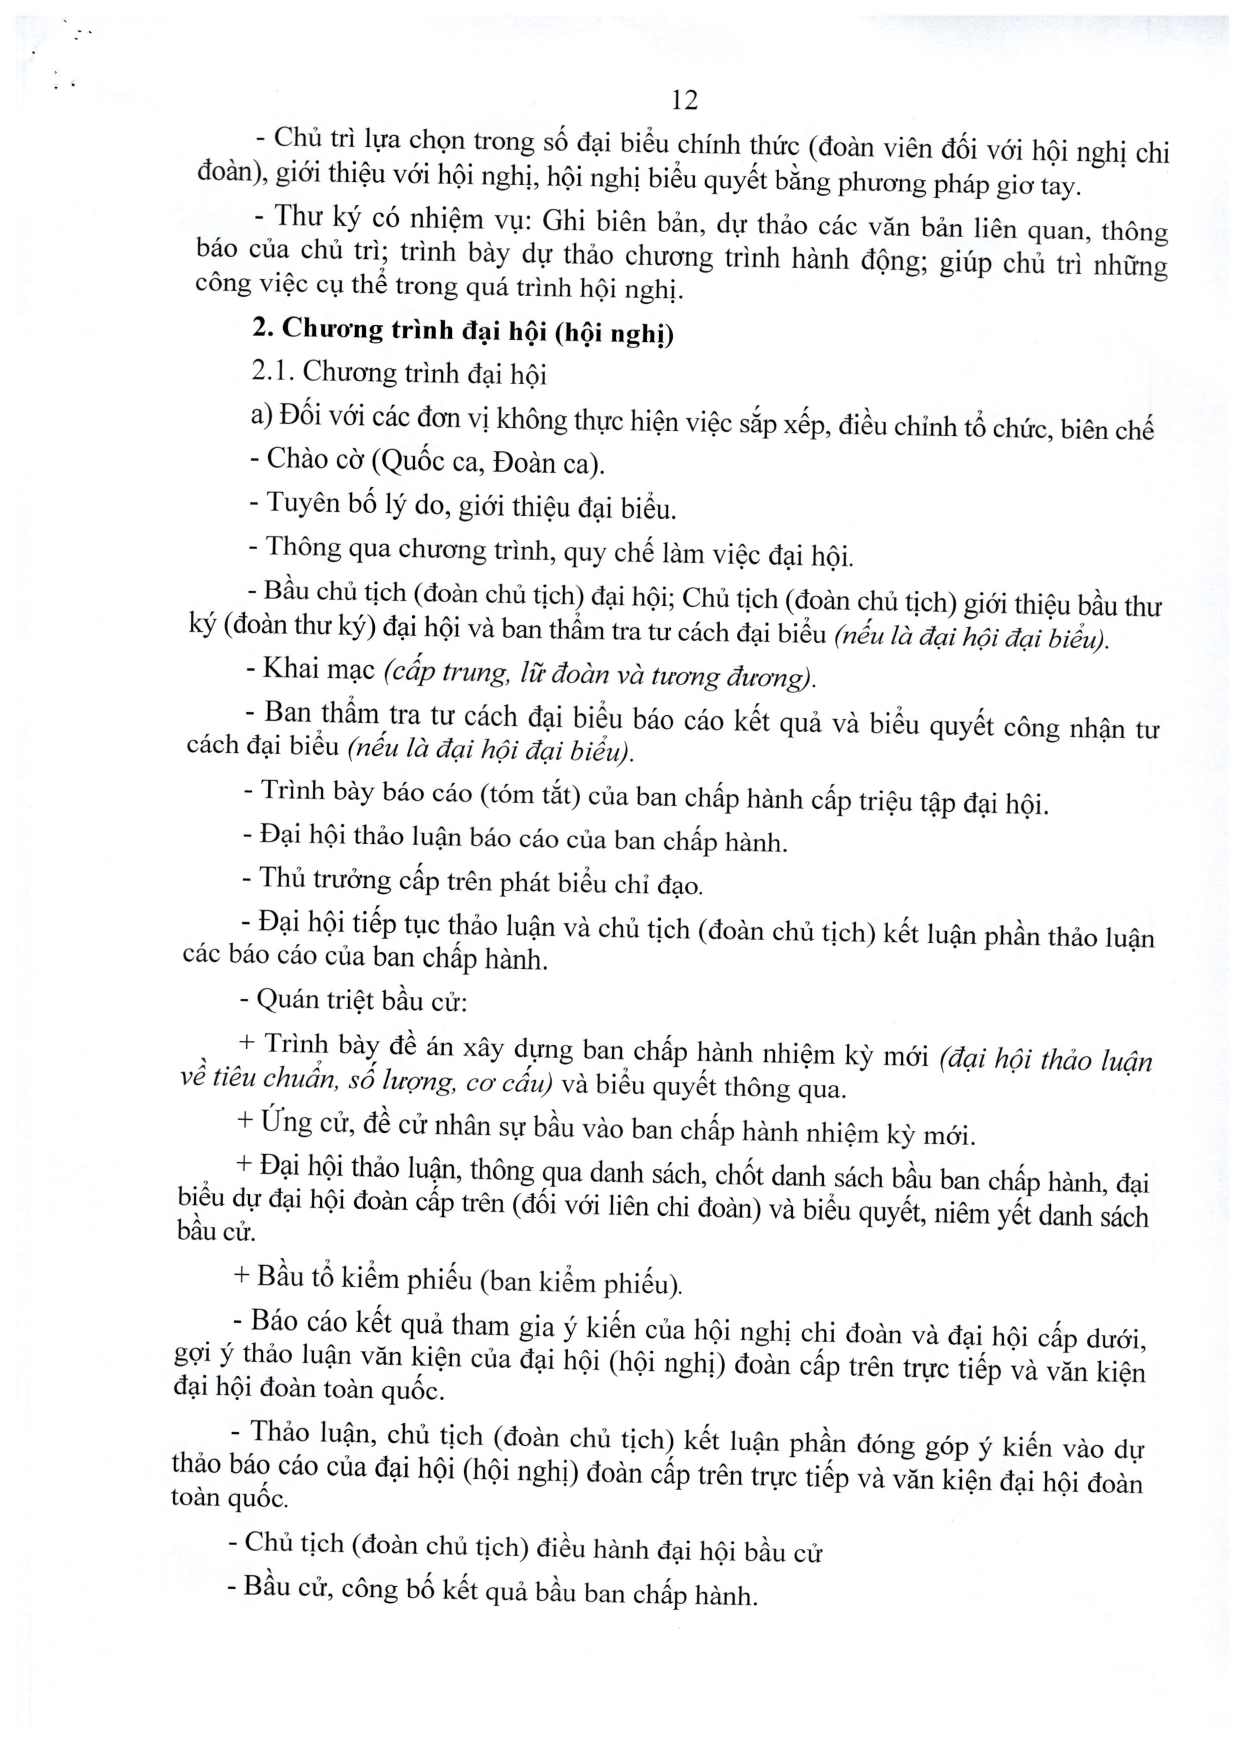 12
- Chủ trì lựa chọn trong số đại biểu chính thức (đoàn viên đối với hội nghị chi
đoàn), giới thiệu với hội nghị, hội nghị biểu quyết bằng phương pháp giơ tay.
- Thư ký có nhiệm vụ: Ghi biên bản, dự thảo các văn bản liên quan, thông
báo của chủ trì; trình bày dự thảo chương trình hành động; giúp chủ trì những
công việc cụ thể trong quá trình hội nghị.
2. Chương trình đại hội (hội nghị)
2.1. Chương trình đại hội
a) Đối với các đơn vị không thực hiện việc sắp xếp, điều chỉnh tổ chức, biên chế
- Chào cờ (Quốc ca, Đoàn ca).
- Tuyên bố lý do, giới thiệu đại biểu.
- Thông qua chương trình, quy chế làm việc đại hội.
- Bầu chủ tịch (đoàn chủ tịch) đại hội; Chủ tịch (đoàn chủ tịch) giới thiệu bầu thư
ký (đoàn thư ký) đại hội và ban thẩm tra tư cách đại biểu (nếu là đại hội đại biểu).
- Khai mạc (cấp trung, lữ đoàn và tương đương).
- Ban thẩm tra tư cách đại biểu báo cáo kết quả và biểu quyết công nhận tư
cách đại biểu (nếu là đại hội đại biểu).
- Trình bày báo cáo (tóm tắt) của ban chấp hành cấp triệu tập đại hội.
- Đại hội thảo luận báo cáo của ban chấp hành.
- Thủ trưởng cấp trên phát biểu chỉ đạo.
- Đại hội tiếp tục thảo luận và chủ tịch (đoàn chủ tịch) kết luận phần thảo luận
các báo cáo của ban chấp hành.
- Quán triệt bầu cử:
+ Trình bày đề án xây dựng ban chấp hành nhiệm kỳ mới (đại hội thảo luận
về tiêu chuẩn, số lượng, cơ cấu) và biểu quyết thông qua.
+ Ứng cử, đề cử nhân sự bầu vào ban chấp hành nhiệm kỳ mới.
+ Đại hội thảo luận, thông qua danh sách, chốt danh sách bầu ban chấp hành, đại
biểu dự đại hội đoàn cấp trên (đối với liên chi đoàn) và biểu quyết, niêm yết danh sách
bầu cử.
+ Bầu tổ kiểm phiếu (ban kiểm phiếu).
- Báo cáo kết quả tham gia ý kiến của hội nghị chi đoàn và đại hội cấp dưới,
gợi ý thảo luận văn kiện của đại hội (hội nghị) đoàn cấp trên trực tiếp và văn kiện
đại hội đoàn toàn quốc.
- Thảo luận, chủ tịch (đoàn chủ tịch) kết luận phần đóng góp ý kiến vào dự
thảo báo cáo của đại hội (hội nghị) đoàn cấp trên trực tiếp và văn kiện đại hội đoàn
toàn quốc.
- Chủ tịch (đoàn chủ tịch) điều hành đại hội bầu cử
- Bầu cử, công bố kết quả bầu ban chấp hành.